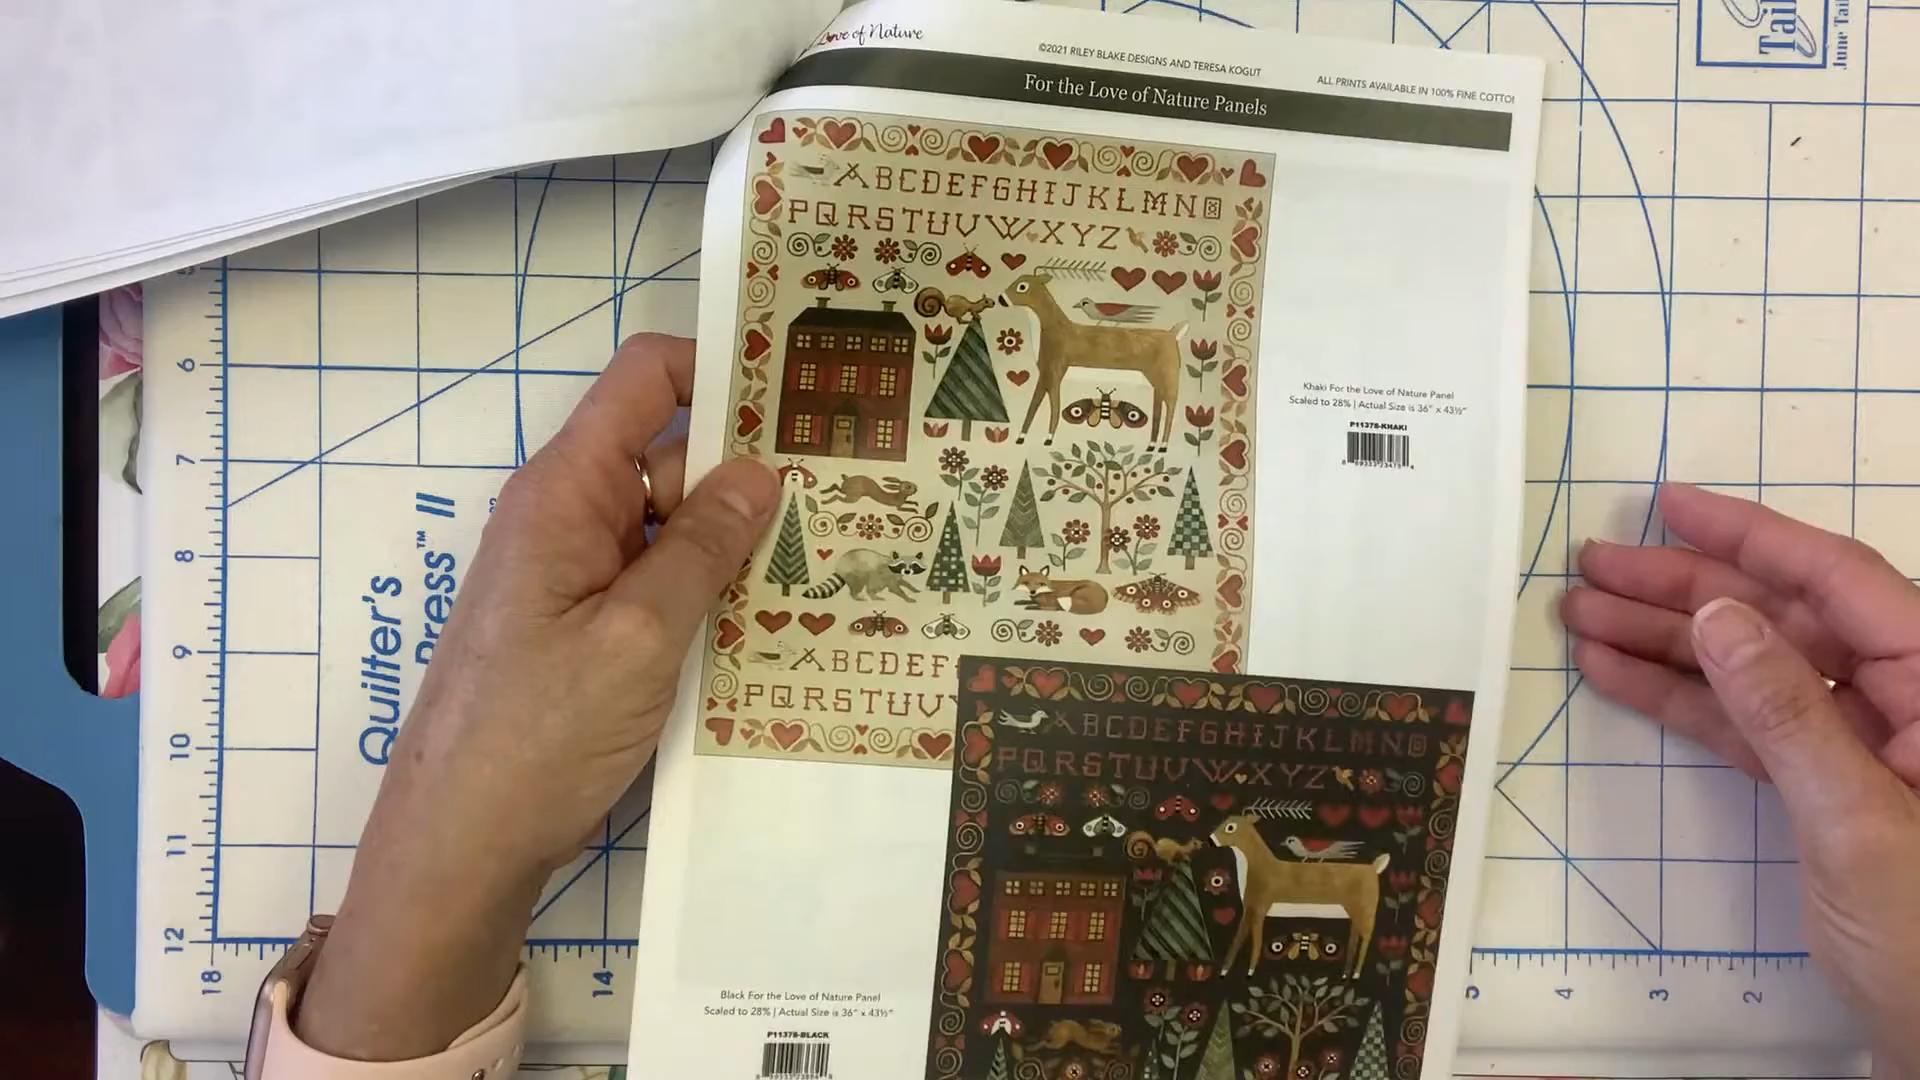 Love of Nature
©2021 RILEY BLAKE DESIGNS AND TERESA KOGUT
ALL PRINTS AVAILABLE IN 100% FINE COTTO
For the Love of Nature Panels
ABCDEFGHIJKLMNO
PQRSTUVWXYZ
Khaki For the Love of Nature Panel
Scaled to 28% | Actual Size is 36" x 43½"
P11378-KHAKI
ABCDEF
PQRSTUV
ABCDEFGHIJKLMNO
PQRSTUVWXYZ
Black For the Love of Nature Panel
Scaled to 28% | Actual Size is 36" x 43½"
P11378-BLACK
Quilter's
Press™ II
Tail
June Tail
6
7
8
9
10
11
12
18
14
5
4
3
2